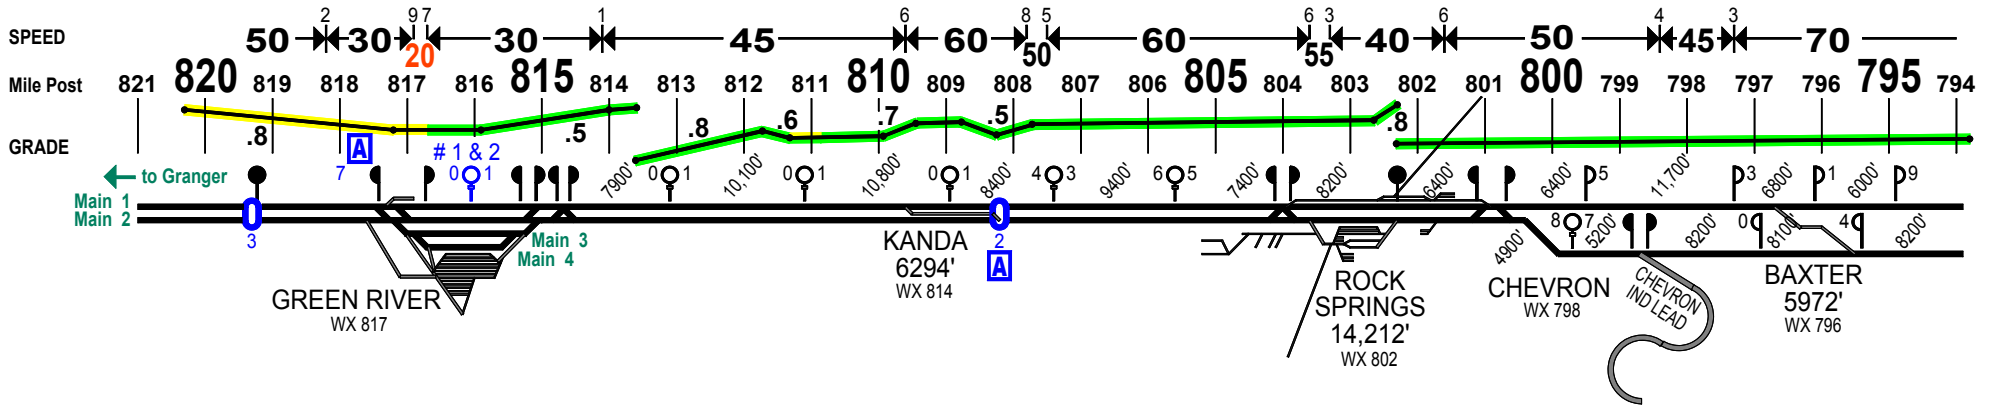 SPEED 50 2 30 9 7 20 30 1 45 6 60 8 5 50 60 6 3 55 40 6 50 4 45 3 70
Mile Post 821 820 819 818 817 816 815 814 813 812 811 810 809 808 807 806 805 804 803 802 801 800 799 798 797 796 795 794
GRADE .8 .5 .8 .6 .7 .5 .8
A # 1 & 2
to Granger 7 0 1 7900' 0 1 10,100' 0 1 10,800' 0 1 8400' 4 3 9400' 6 5 7400' 8200' 6400' 6400' 5 11,700' 3 6800' 1 6000' 9
Main 1
Main 2
3 2 4900' 8 7 5200' 8200' 0 8100' 4 8200'
Main 3
Main 4
A
GREEN RIVER
WX 817
KANDA
6294'
WX 814
ROCK
SPRINGS
14,212'
WX 802
CHEVRON
WX 798
CHEVRON
IND LEAD
BAXTER
5972'
WX 796